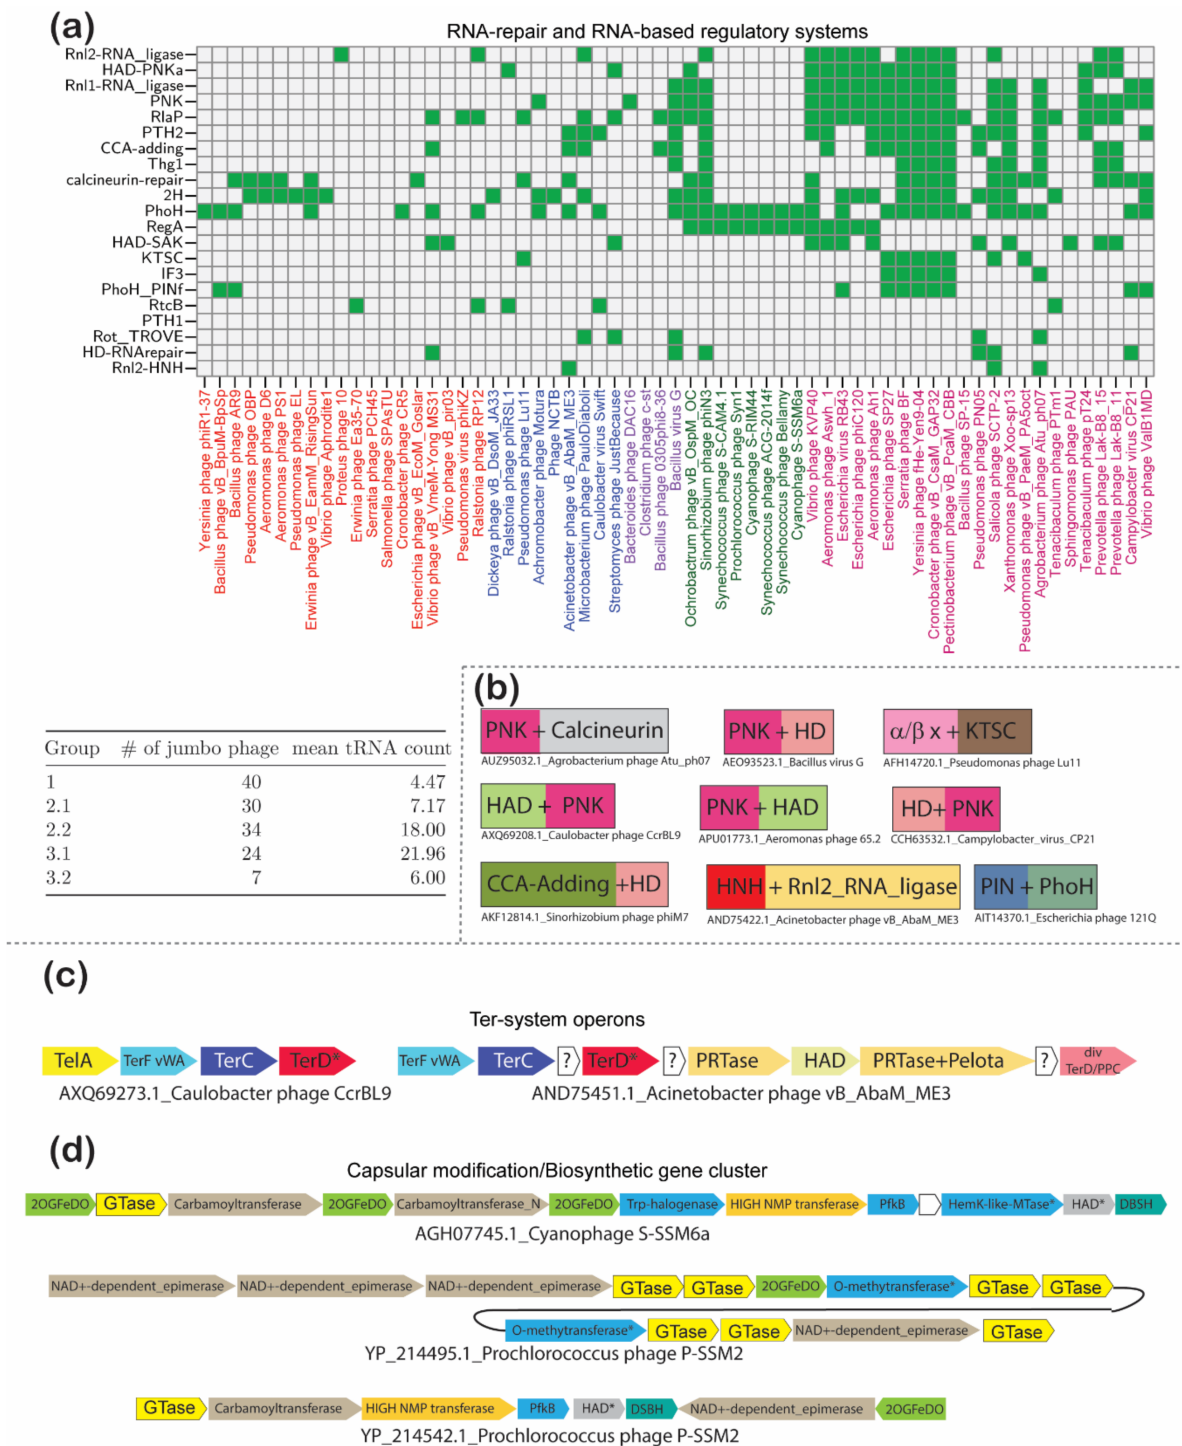 (a)
RNA-repair and RNA-based regulatory systems
Rnl2-RNA_ligase
HAD-PNKa
Rnl1-RNA_ligase
PNK
RlaP
PTH2
CCA-adding
Thg1
calcineurin-repair
2H
PhoH
RegA
HAD-SAK
KTSC
IF3
PhoH_PINf
RtcB
PTH1
Rot_TROVE
HD-RNArepair
Rnl2-HNH
Yersinia phage phiR1-37
Bacillus phage vB_BpuM-BpSp
Bacillus phage AR9
Pseudomonas phage OBP
Aeromonas phage D6
Aeromonas phage PS1
Pseudomonas phage EL
Erwinia phage vB_EamM_RisingSun
Vibrio phage Aphrodite1
Proteus phage 10
Erwinia phage Ea35-70
Serratia phage PCH45
Salmonella phage SPAsTU
Cronobacter phage CR5
Escherichia phage vB_EcoM_Goslar
Vibrio phage vB_VmeM-Yong MS31
Vibrio phage vB_pir03
Pseudomonas virus phiKZ
Ralstonia phage RP12
Dickeya phage vB_DsoM_JA33
Ralstonia phage phiRSL1
Pseudomonas phage Lu11
Achromobacter phage Motura
Phage NCTB
Acinetobacter phage vB_AbaM_ME3
Microbacterium phage PauloDiaboli
Caulobacter virus Swift
Streptomyces phage JustBecause
Bacteroides phage DAC16
Clostridium phage c-st
Bacillus phage 0305phi8-36
Bacillus virus G
Ochrobactrum phage vB_OspM_OC
Sinorhizobium phage phiN3
Synechococcus phage S-CAM4.1
Prochlorococcus phage Syn1
Cyanophage S-RIM44
Synechococcus phage ACG-2014f
Synechococcus phage Bellamy
Cyanophage S-SSM6a
Vibrio phage KVP40
Aeromonas phage Aswh_1
Escherichia virus RB43
Escherichia phage phiC120
Aeromonas phage Ah1
Escherichia phage SP27
Serratia phage BF
Yersinia phage fHe-Yen9-04
Cronobacter phage vB_CsaM_GAP32
Pectinobacterium phage vB_PcaM_CBB
Bacillus phage SP-15
Pseudomonas phage PN05
Salicola phage SCTP-2
Xanthomonas phage Xoo-sp13
Pseudomonas phage vB_PaeM_PA5oct
Agrobacterium phage Atu_ph07
Tenacibaculum phage PTm1
Sphingomonas phage PAU
Tenacibaculum phage pT24
Prevotella phage Lak-B8_15
Prevotella phage Lak-B8_11
Campylobacter virus CP21
Vibrio phage ValB1MD
Group # of jumbo phage mean tRNA count
1 40 4.47
2.1 30 7.17
2.2 34 18.00
3.1 24 21.96
3.2 7 6.00
(b)
PNK + Calcineurin
AUZ95032.1_Agrobacterium phage Atu_ph07
PNK + HD
AEO93523.1_Bacillus virus G
α/β x + KTSC
AFH14720.1_Pseudomonas phage Lu11
HAD + PNK
AXQ69208.1_Caulobacter phage CcrBL9
PNK + HAD
APU01773.1_Aeromonas phage 65.2
HD+ PNK
CCH63532.1_Campylobacter_virus_CP21
CCA-Adding +HD
AKF12814.1_Sinorhizobium phage phiM7
HNH + Rnl2_RNA_ligase
AND75422.1_Acinetobacter phage vB_AbaM_ME3
PIN + PhoH
AIT14370.1_Escherichia phage 121Q
(c)
Ter-system operons
TelA TerF vWA TerC TerD*
AXQ69273.1_Caulobacter phage CcrBL9
TerF vWA TerC ? TerD* ? PRTase HAD PRTase+Pelota ? div TerD/PPC
AND75451.1_Acinetobacter phage vB_AbaM_ME3
(d)
Capsular modification/Biosynthetic gene cluster
2OGFeDO GTase Carbamoyltransferase 2OGFeDO Carbamoyltransferase_N 2OGFeDO Trp-halogenase HIGH NMP transferase PfkB HemK-like-MTase* HAD* DBSH
AGH07745.1_Cyanophage S-SSM6a
NAD+-dependent_epimerase NAD+-dependent_epimerase NAD+-dependent_epimerase GTase GTase 2OGFeDO O-methytransferase* GTase GTase
O-methytransferase* GTase GTase NAD+-dependent_epimerase GTase
YP_214495.1_Prochlorococcus phage P-SSM2
GTase Carbamoyltransferase HIGH NMP transferase PfkB HAD* DSBH NAD+-dependent_epimerase 2OGFeDO
YP_214542.1_Prochlorococcus phage P-SSM2